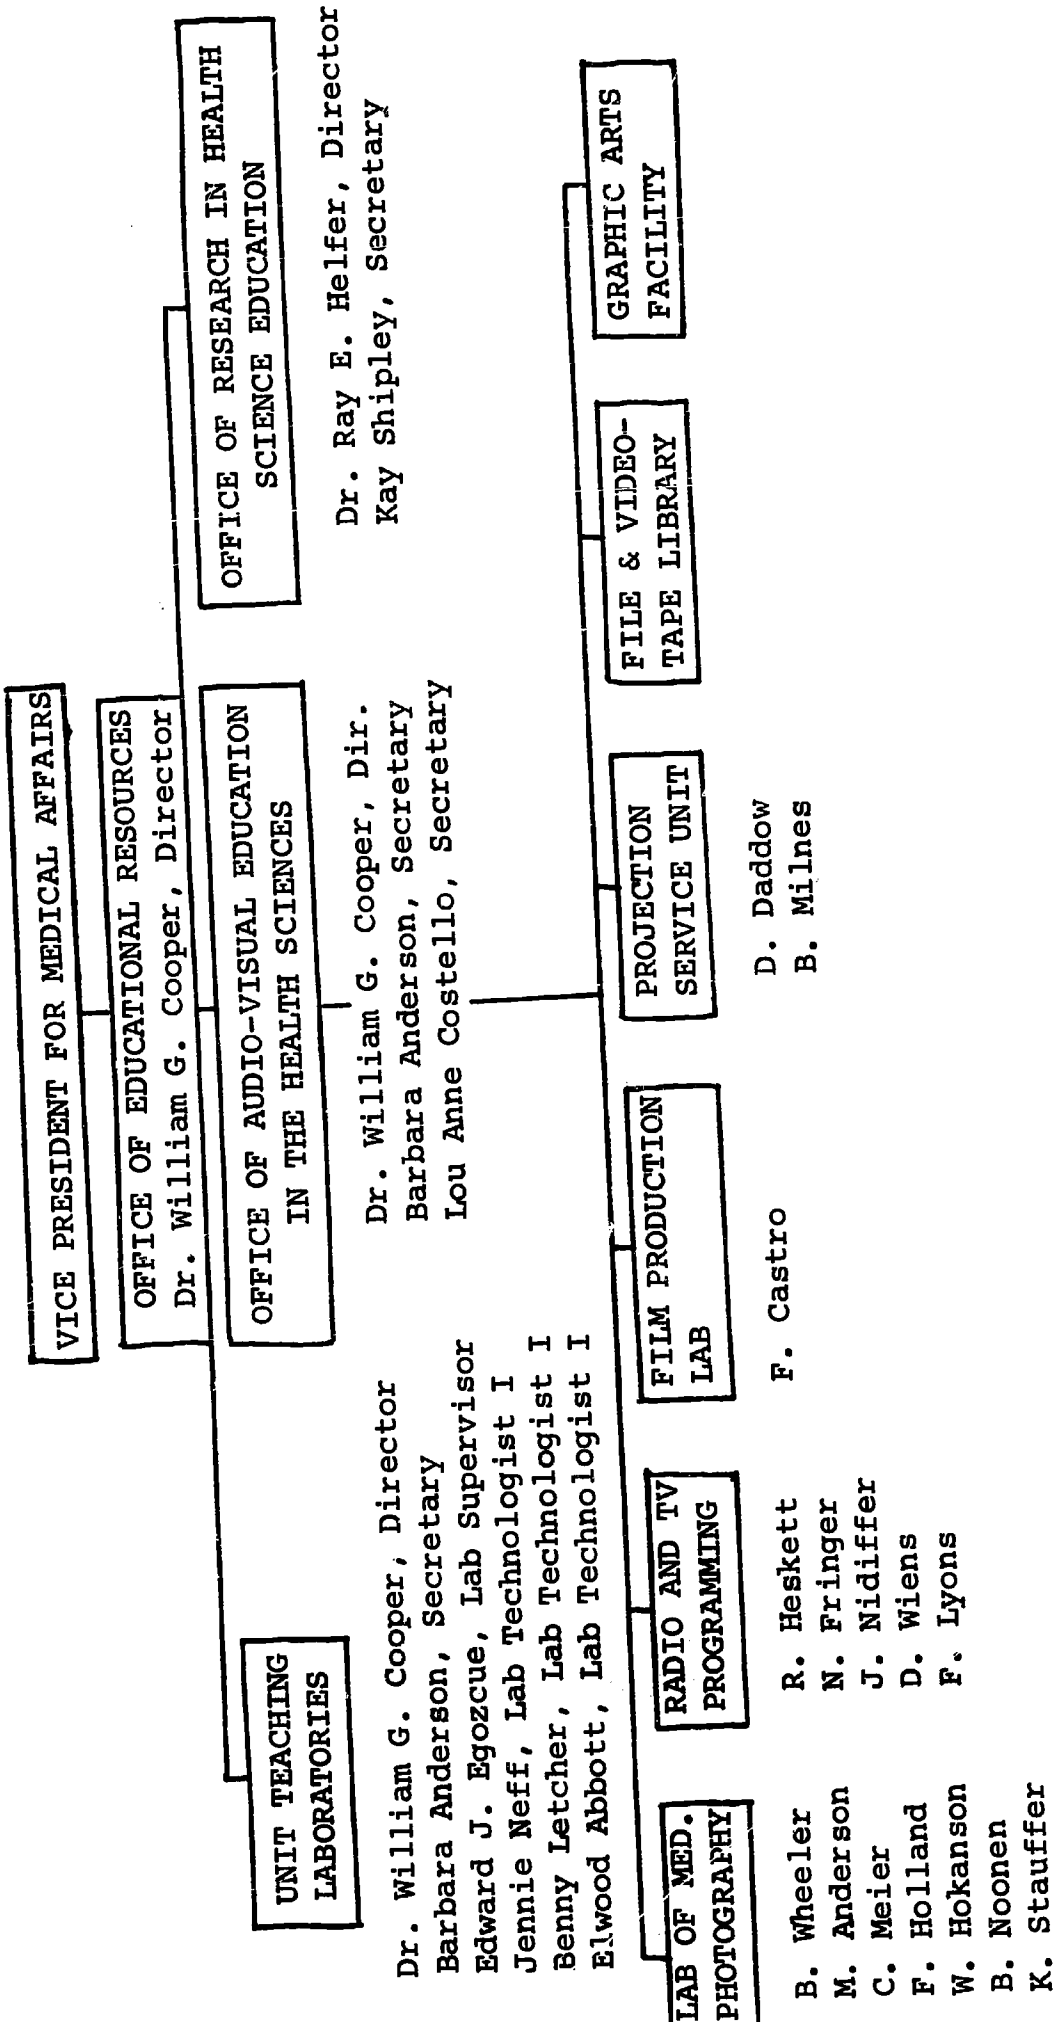 VICE PRESIDENT FOR MEDICAL AFFAIRS
OFFICE OF EDUCATIONAL RESOURCES
Dr. William G. Cooper, Director
UNIT TEACHING
LABORATORIES
Dr. William G. Cooper, Director
Barbara Anderson, Secretary
Edward J. Egozcue, Lab Supervisor
Jennie Neff, Lab Technologist I
Benny Letcher, Lab Technologist I
Elwood Abbott, Lab Technologist I
OFFICE OF AUDIO-VISUAL EDUCATION
IN THE HEALTH SCIENCES
Dr. William G. Cooper, Dir.
Barbara Anderson, Secretary
Lou Anne Costello, Secretary
OFFICE OF RESEARCH IN HEALTH
SCIENCE EDUCATION
Dr. Ray E. Helfer, Director
Kay Shipley, Secretary
LAB OF MED.
PHOTOGRAPHY
B. Wheeler
M. Anderson
C. Meier
F. Holland
W. Hokanson
B. Noonen
K. Stauffer
RADIO AND TV
PROGRAMMING
R. Heskett
N. Fringer
J. Nidiffer
D. Wiens
F. Lyons
FILM PRODUCTION
LAB
F. Castro
PROJECTION
SERVICE UNIT
D. Daddow
B. Milnes
FILE & VIDEO-
TAPE LIBRARY
GRAPHIC ARTS
FACILITY